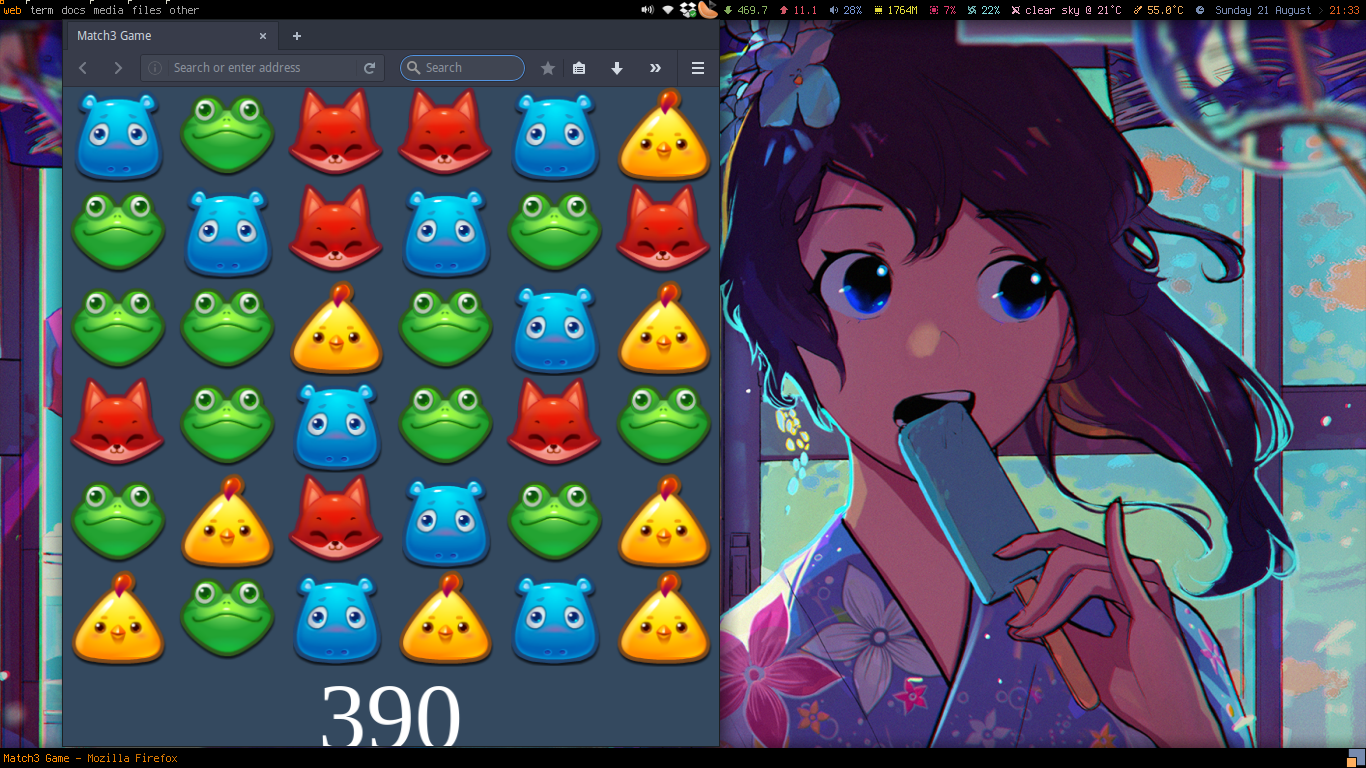 web term docs media files other
469.7 11.1 28% 1764M 7% 22% clear sky @ 21°C 55.0°C Sunday 21 August > 21:33
Match3 Game
Search or enter address
Search
390
Match3 Game - Mozilla Firefox